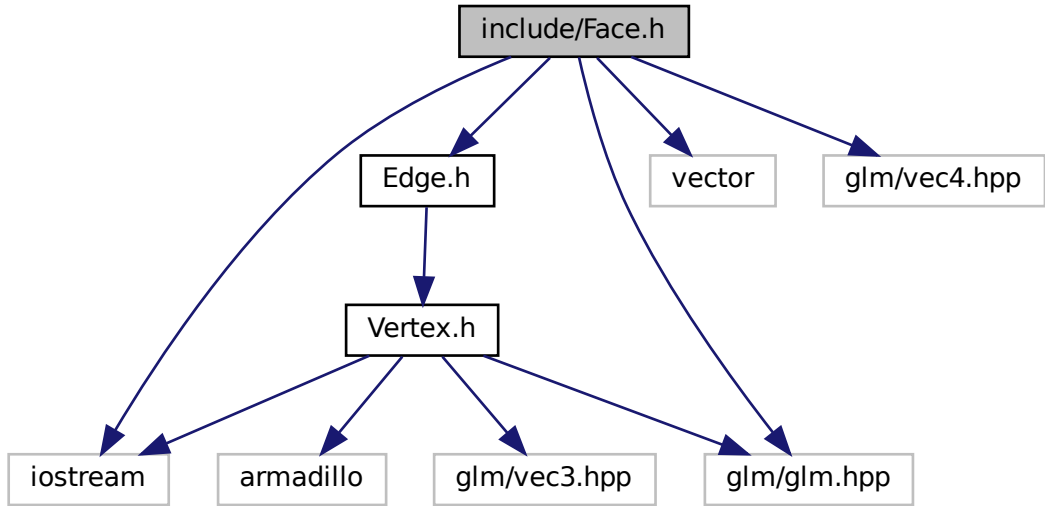 include/Face.h
Edge.h
vector
glm/vec4.hpp
Vertex.h
iostream
armadillo
glm/vec3.hpp
glm/glm.hpp